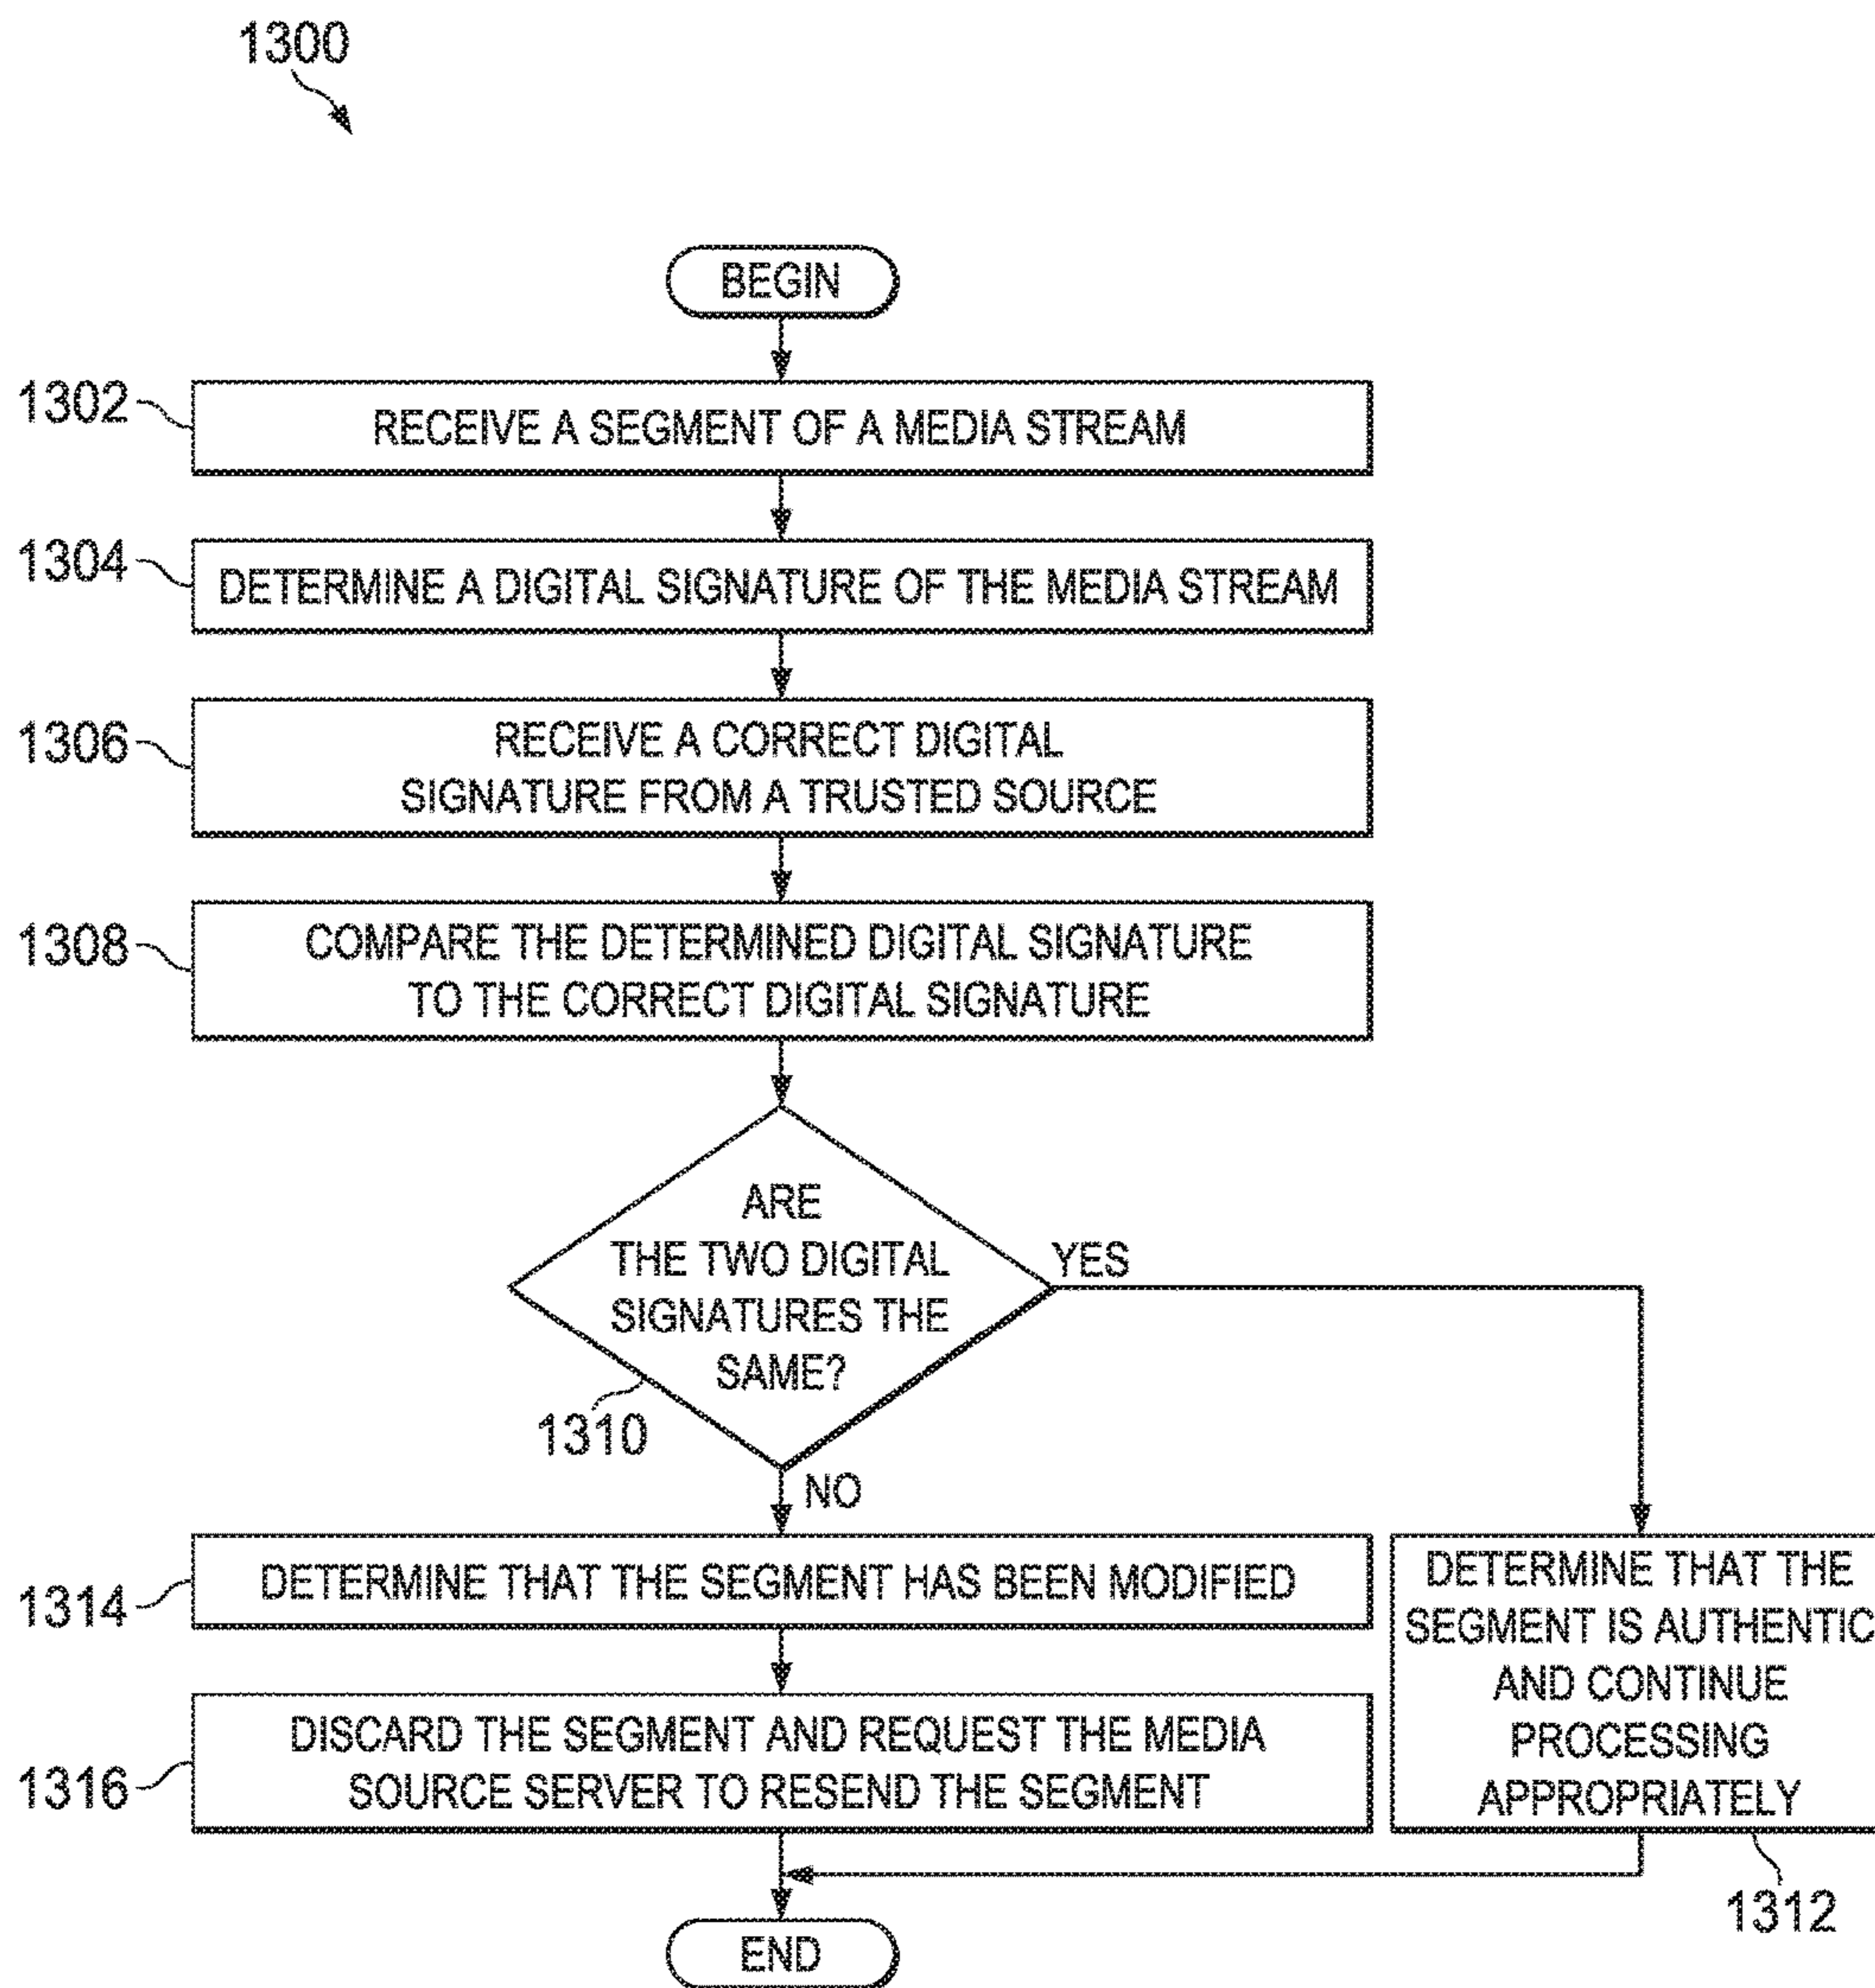 1300
BEGIN
1302
RECEIVE A SEGMENT OF A MEDIA STREAM
1304
DETERMINE A DIGITAL SIGNATURE OF THE MEDIA STREAM
1306
RECEIVE A CORRECT DIGITAL
SIGNATURE FROM A TRUSTED SOURCE
1308
COMPARE THE DETERMINED DIGITAL SIGNATURE
TO THE CORRECT DIGITAL SIGNATURE
ARE
THE TWO DIGITAL
SIGNATURES THE
SAME?
1310
YES
NO
1314
DETERMINE THAT THE SEGMENT HAS BEEN MODIFIED
1316
DISCARD THE SEGMENT AND REQUEST THE MEDIA
SOURCE SERVER TO RESEND THE SEGMENT
DETERMINE THAT THE
SEGMENT IS AUTHENTIC
AND CONTINUE
PROCESSING
APPROPRIATELY
1312
END